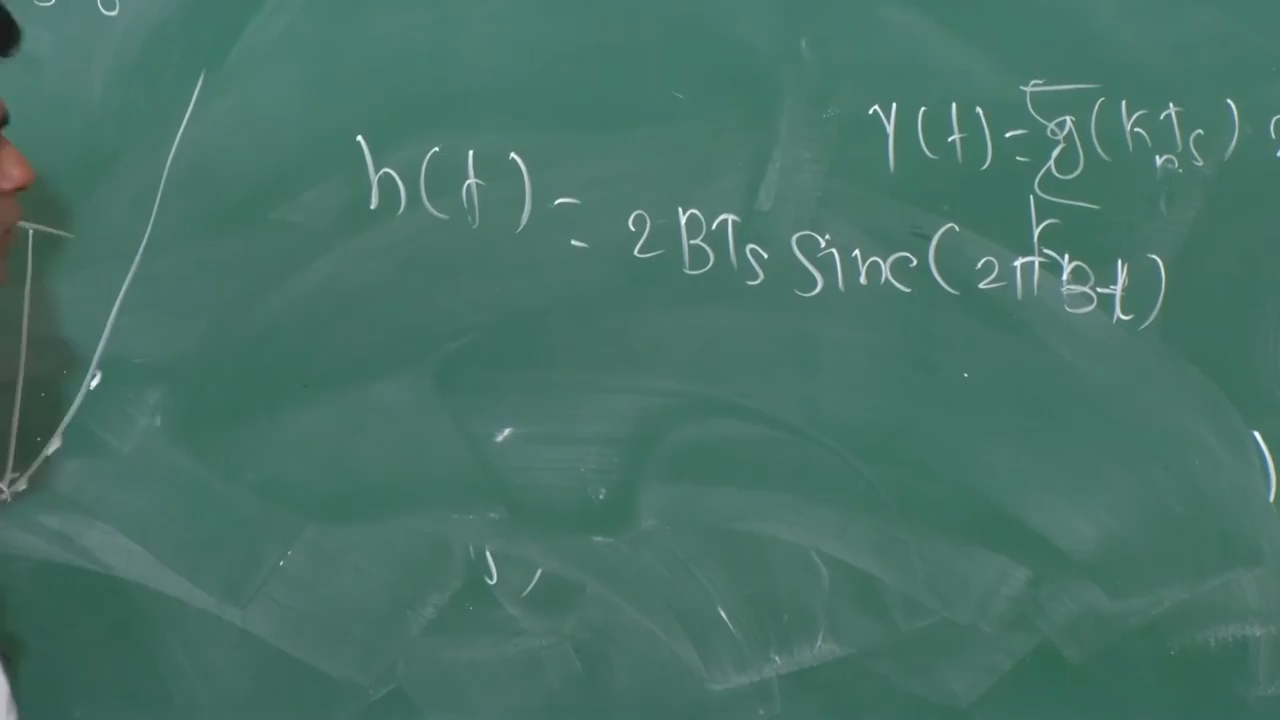 γ(t) = Σ g(kTs)
k
h(t) = 2BTs Sinc(2πBt)